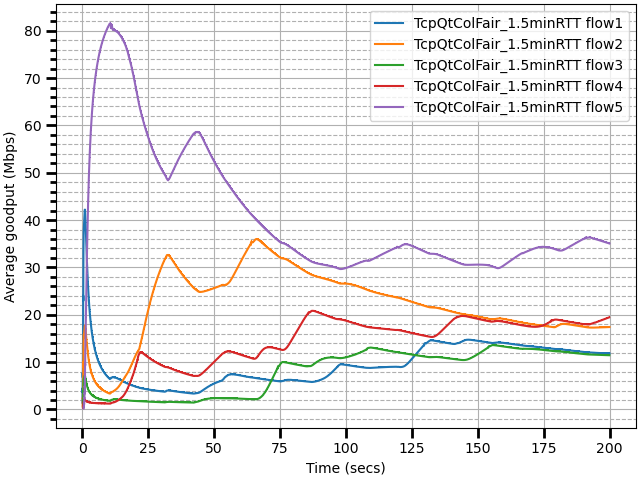 TcpQtColFair_1.5minRTT flow1
TcpQtColFair_1.5minRTT flow2
TcpQtColFair_1.5minRTT flow3
TcpQtColFair_1.5minRTT flow4
TcpQtColFair_1.5minRTT flow5
Average goodput (Mbps)
80
70
60
50
40
30
20
10
0
0 25 50 75 100 125 150 175 200
Time (secs)